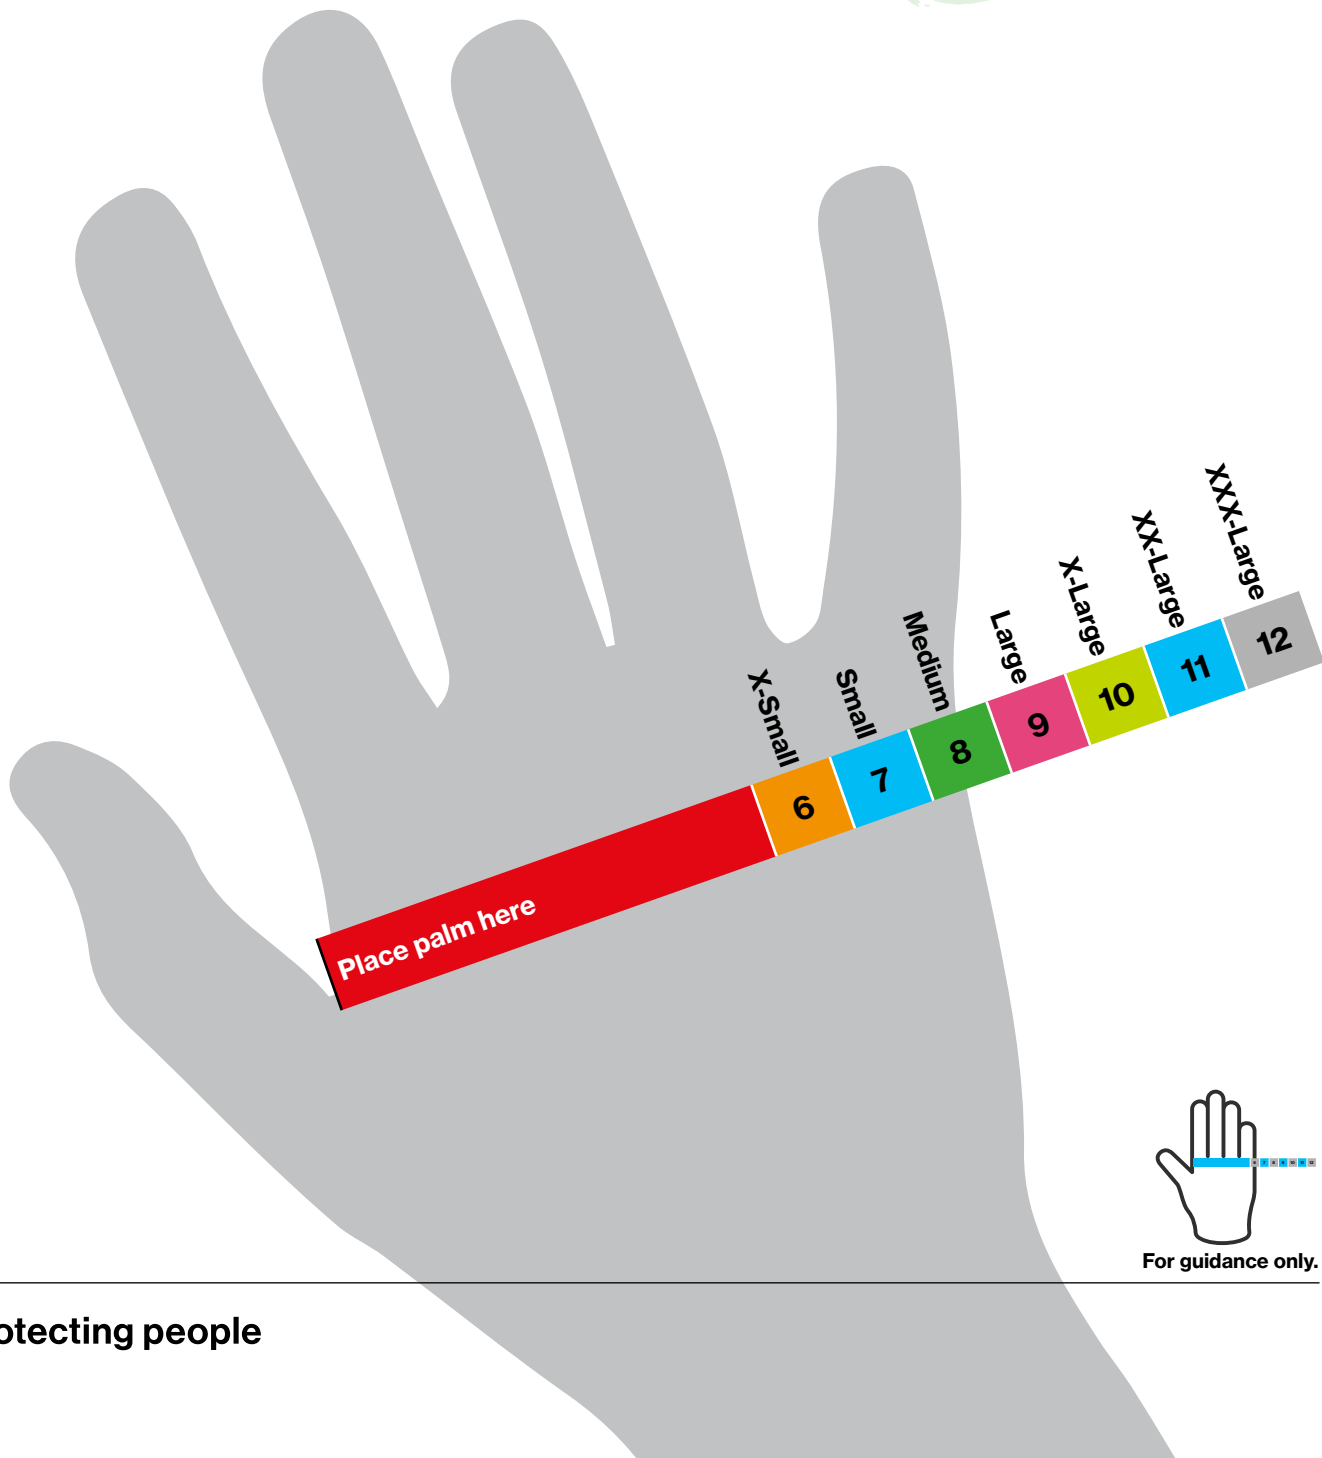 XXX-Large
XX-Large
X-Large
Large
Medium
Small
X-Small
12
11
10
9
8
7
6
Place palm here
For guidance only.
otecting people